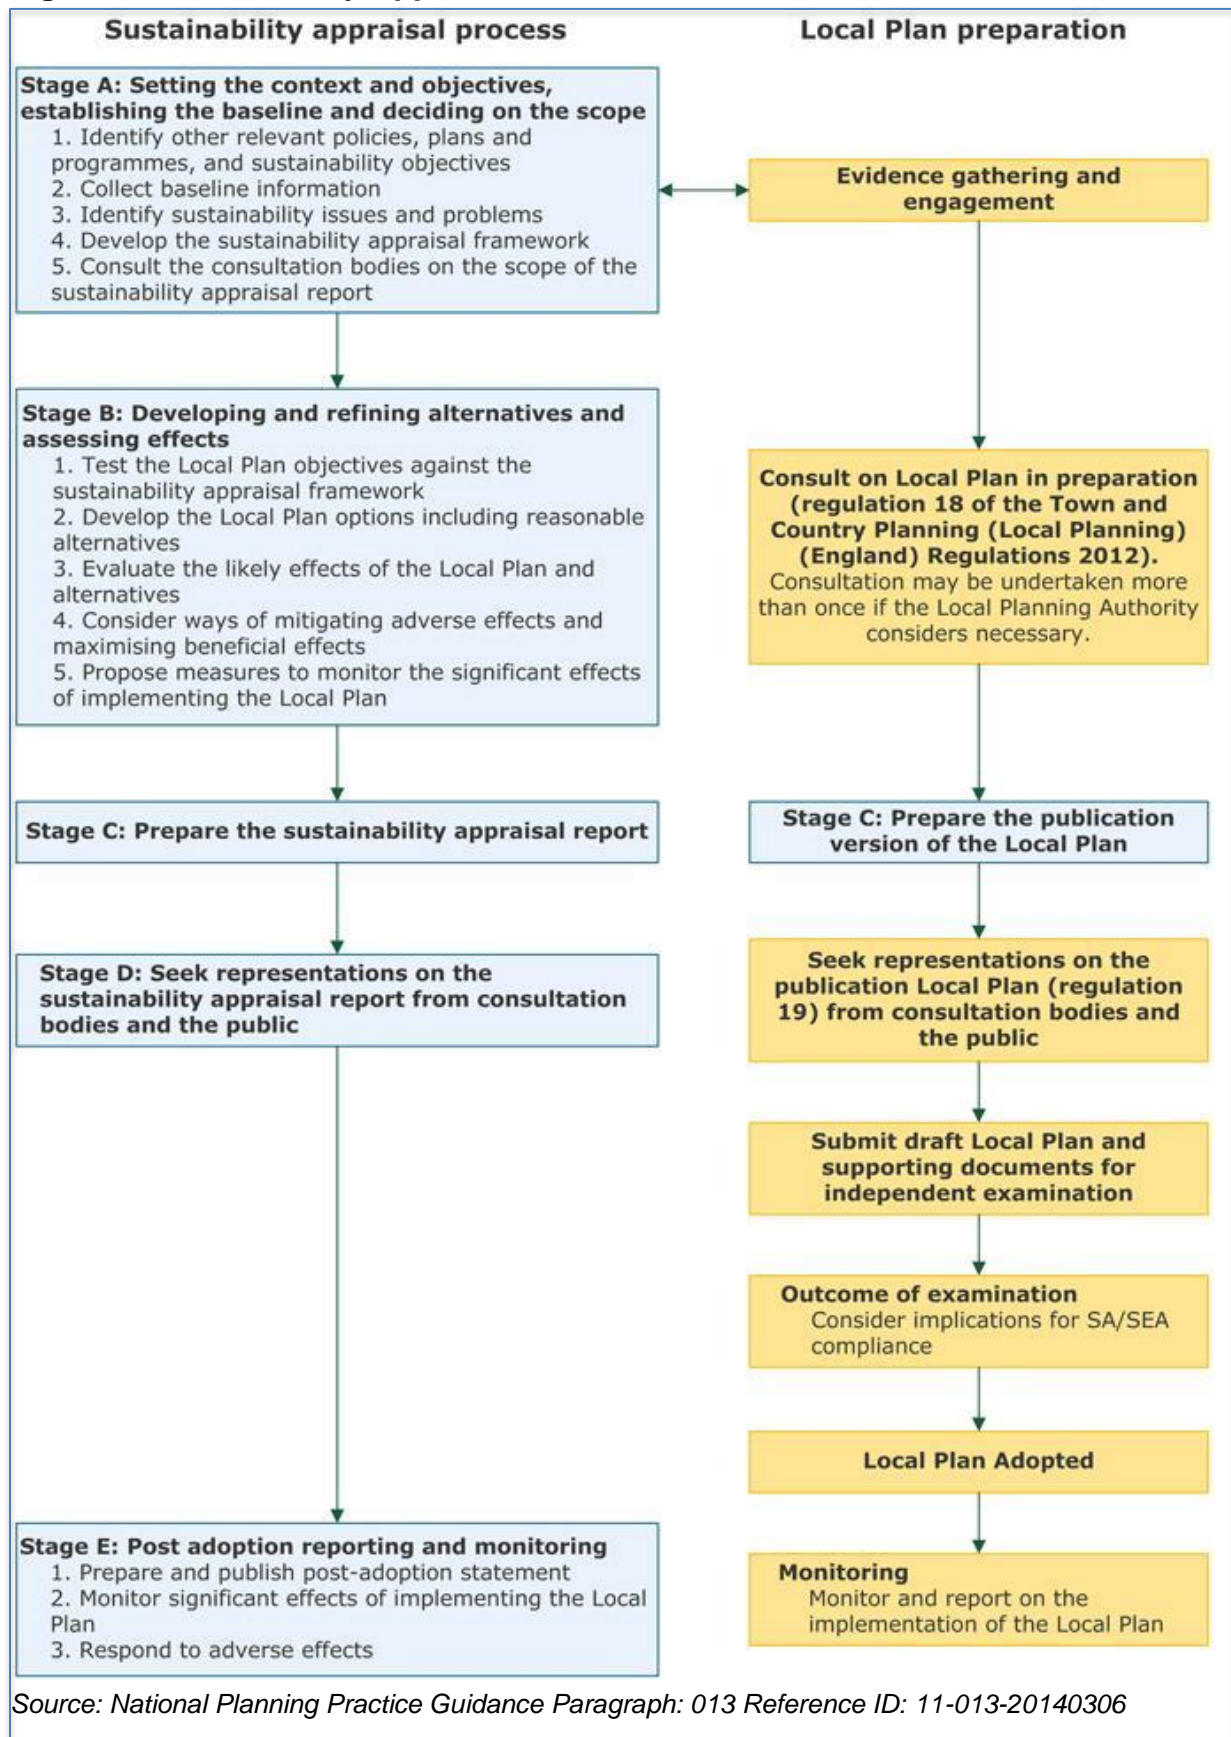 Sustainability appraisal process
Local Plan preparation
Stage A: Setting the context and objectives,
establishing the baseline and deciding on the scope
1. Identify other relevant policies, plans and
programmes, and sustainability objectives
2. Collect baseline information
3. Identify sustainability issues and problems
4. Develop the sustainability appraisal framework
5. Consult the consultation bodies on the scope of the
sustainability appraisal report
Evidence gathering and
engagement
Stage B: Developing and refining alternatives and
assessing effects
1. Test the Local Plan objectives against the
sustainability appraisal framework
2. Develop the Local Plan options including reasonable
alternatives
3. Evaluate the likely effects of the Local Plan and
alternatives
4. Consider ways of mitigating adverse effects and
maximising beneficial effects
5. Propose measures to monitor the significant effects
of implementing the Local Plan
Consult on Local Plan in preparation
(regulation 18 of the Town and
Country Planning (Local Planning)
(England) Regulations 2012).
Consultation may be undertaken more
than once if the Local Planning Authority
considers necessary.
Stage C: Prepare the sustainability appraisal report
Stage C: Prepare the publication
version of the Local Plan
Stage D: Seek representations on the
sustainability appraisal report from consultation
bodies and the public
Seek representations on the
publication Local Plan (regulation
19) from consultation bodies and
the public
Submit draft Local Plan and
supporting documents for
independent examination
Outcome of examination
Consider implications for SA/SEA
compliance
Local Plan Adopted
Stage E: Post adoption reporting and monitoring
1. Prepare and publish post-adoption statement
2. Monitor significant effects of implementing the Local
Plan
3. Respond to adverse effects
Monitoring
Monitor and report on the
implementation of the Local Plan
Source: National Planning Practice Guidance Paragraph: 013 Reference ID: 11-013-20140306